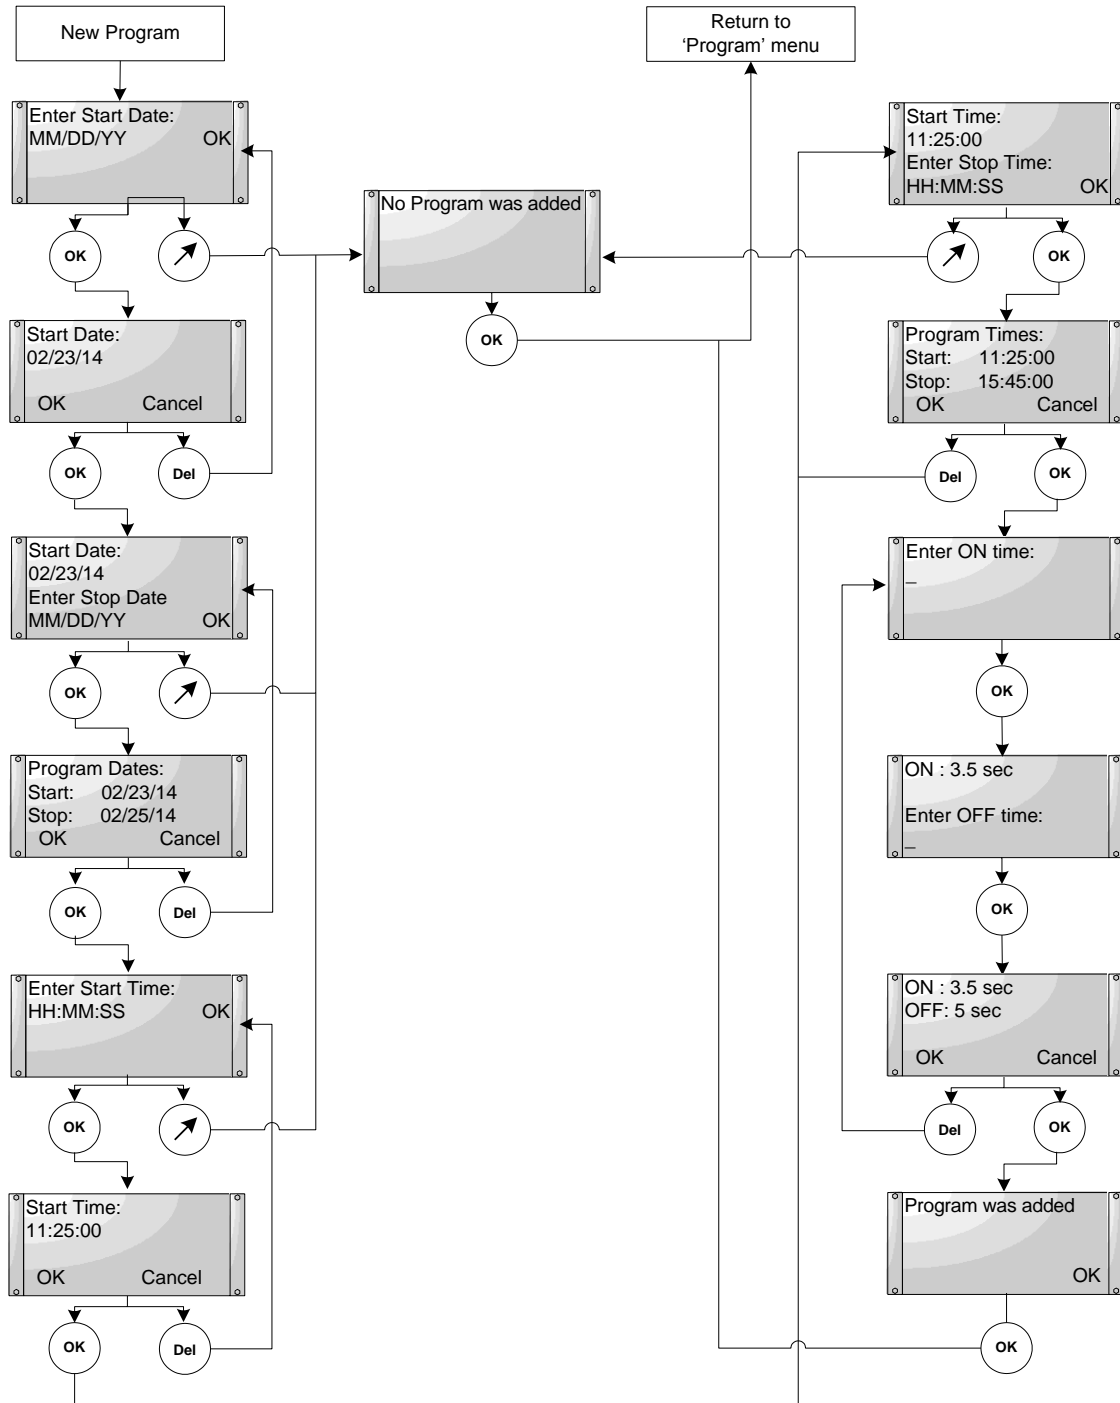 New Program
Enter Start Date:
MM/DD/YY OK
OK
Start Date:
02/23/14
OK Cancel
OK Del
Start Date:
02/23/14
Enter Stop Date
MM/DD/YY OK
OK
Program Dates:
Start: 02/23/14
Stop: 02/25/14
OK Cancel
OK Del
Enter Start Time:
HH:MM:SS OK
OK
Start Time:
11:25:00
OK Cancel
OK Del
No Program was added
OK
Return to
‘Program’ menu
Start Time:
11:25:00
Enter Stop Time:
HH:MM:SS OK
OK
Program Times:
Start: 11:25:00
Stop: 15:45:00
OK Cancel
Del OK
Enter ON time:
_
OK
ON : 3.5 sec
Enter OFF time:
_
OK
ON : 3.5 sec
OFF: 5 sec
OK Cancel
Del OK
Program was added
OK
OK